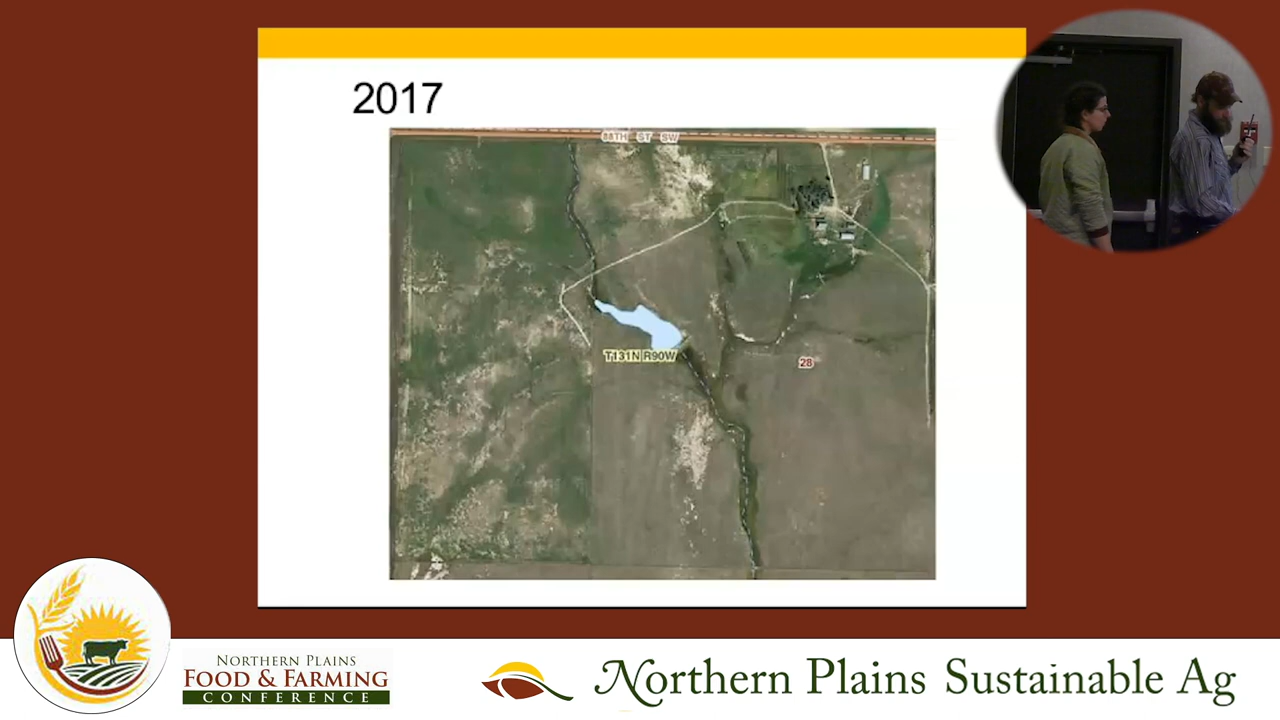 2017
88TH ST SW
T131N R90W
28
NORTHERN PLAINS
FOOD & FARMING
CONFERENCE
Northern Plains Sustainable Ag